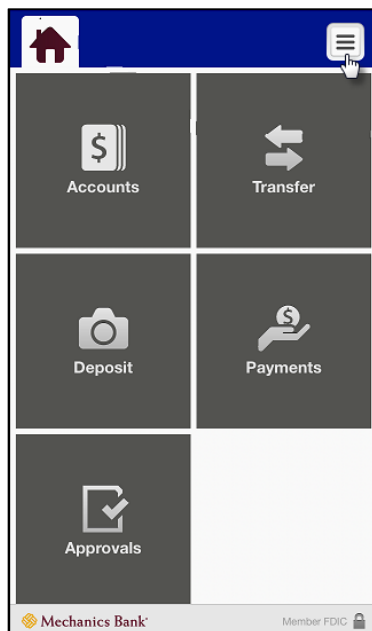 Accounts
Transfer
Deposit
Payments
Approvals
Mechanics Bank
Member FDIC